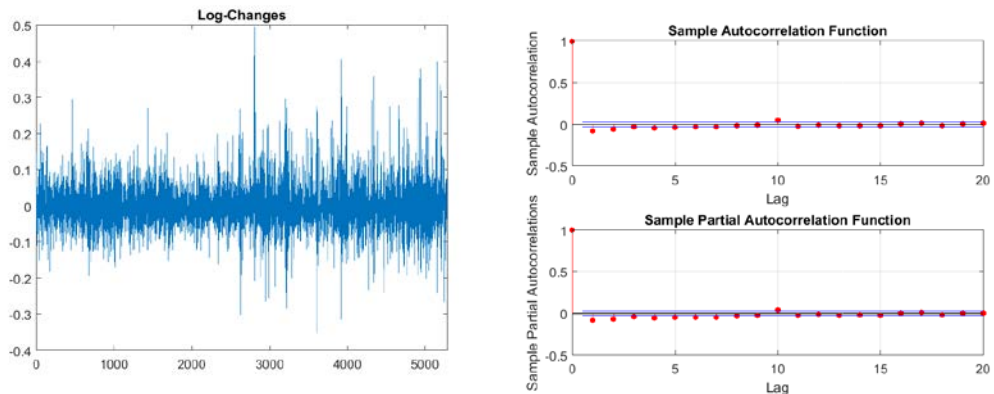 Log-Changes
0.5
0.4
0.3
0.2
0.1
0
-0.1
-0.2
-0.3
-0.4
0 1000 2000 3000 4000 5000
Sample Autocorrelation Function
Sample Autocorrelation
1
0.5
0
-0.5
0 5 10 15 20
Lag
Sample Partial Autocorrelation Function
Sample Partial Autocorrelations
1
0.5
0
-0.5
0 5 10 15 20
Lag